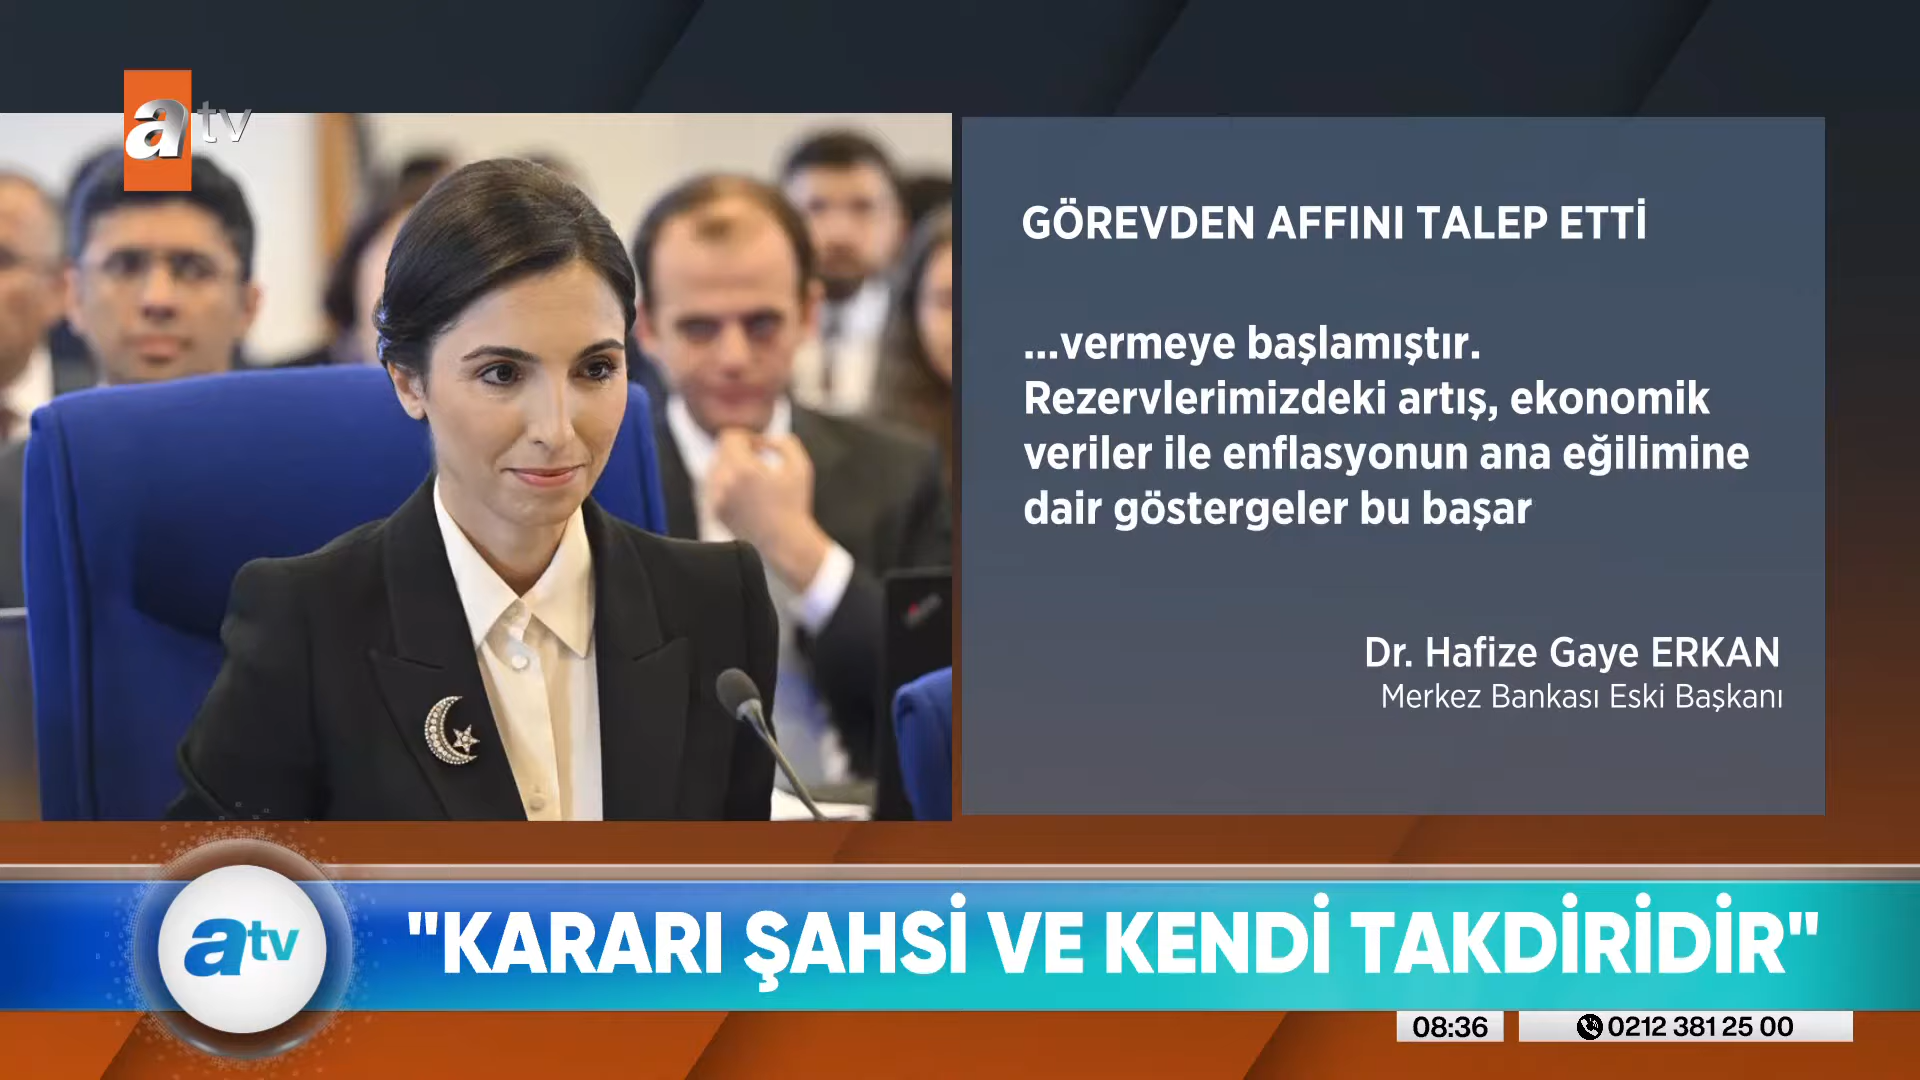 atv
GÖREVDEN AFFINI TALEP ETTİ
...vermeye başlamıştır.
Rezervlerimizdeki artış, ekonomik
veriler ile enflasyonun ana eğilimine
dair göstergeler bu başar
Dr. Hafize Gaye ERKAN
Merkez Bankası Eski Başkanı
atv
"KARARI ŞAHSİ VE KENDİ TAKDİRİDİR"
08:36
0212 381 25 00